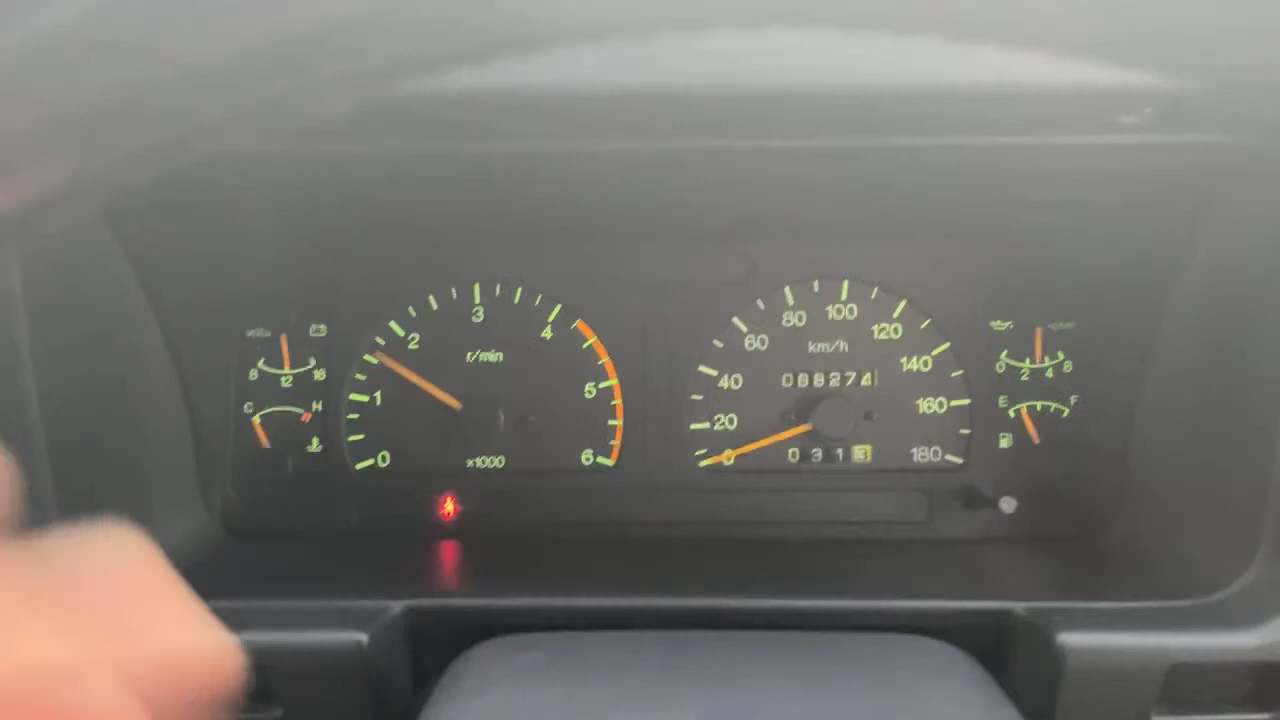 volts
8 12 16
C H
0 1 2 3 4 5 6
r/min
x1000
0 20 40 60 80 100 120 140 160 180
km/h
088274
0313
0 2 4 8
E F